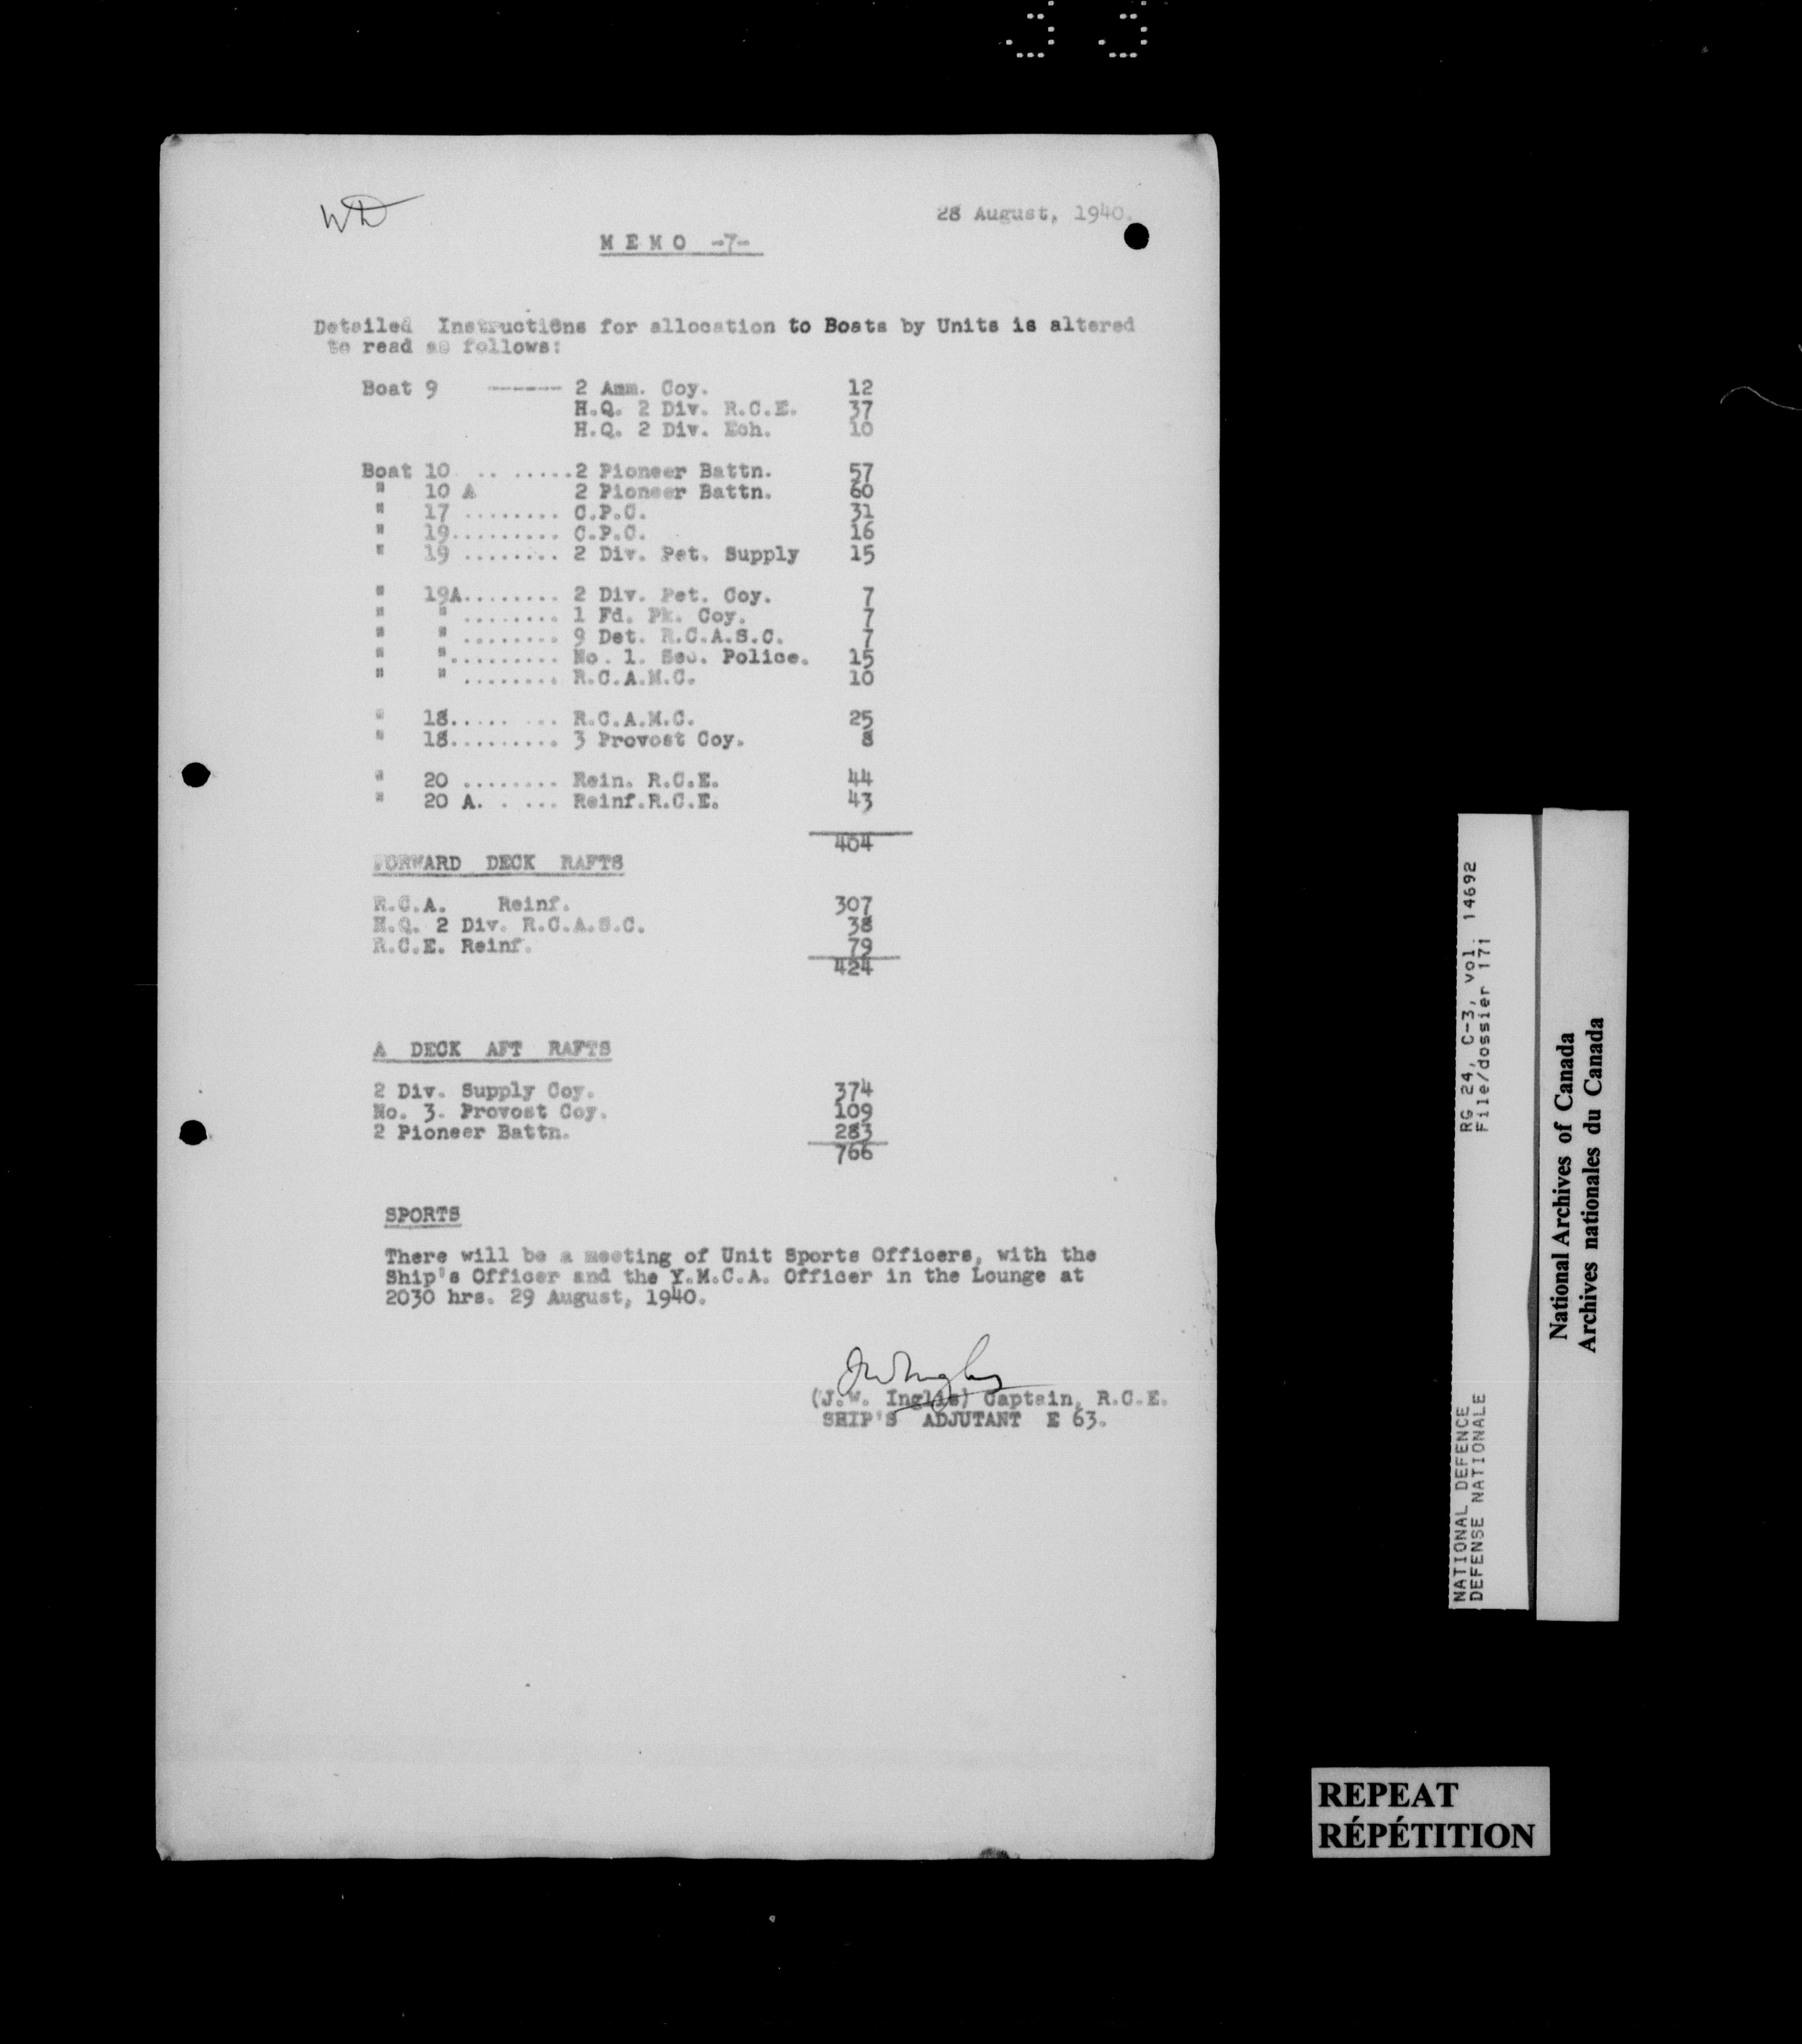 WD
28 August, 1940.
M E M O -7-
Detailed Instructions for allocation to Boats by Units is altered
to read as follows:
Boat 9 ------ 2 Amm. Coy. 12
H.Q. 2 Div. R.C.E. 37
H.Q. 2 Div. Ech. 10
Boat 10 .. ......2 Pioneer Battn. 57
" 10 A 2 Pioneer Battn. 60
" 17 ........ C.P.C. 31
" 19......... C.P.C. 16
" 19 ........ 2 Div. Pet. Supply 15
" 19A........ 2 Div. Pet. Coy. 7
" " ........ 1 Fd. Pk. Coy. 7
" " ........ 9 Det. R.C.A.S.C. 7
" "......... No. 1. Sec. Police. 15
" " ........ R.C.A.M.C. 10
" 18..... ... R.C.A.M.C. 25
" 18......... 3 Provost Coy. 8
" 20 ........ Rein. R.C.E. 44
" 20 A. . ... Reinf.R.C.E. 43
404
FORWARD DECK RAFTS
R.C.A. Reinf. 307
H.Q. 2 Div. R.C.A.S.C. 38
R.C.E. Reinf. 79
424
A DECK AFT RAFTS
2 Div. Supply Coy. 374
No. 3. Provost Coy. 109
2 Pioneer Battn. 283
766
SPORTS
There will be a meeting of Unit Sports Officers, with the
Ship's Officer and the Y.M.C.A. Officer in the Lounge at
2030 hrs. 29 August, 1940.
JW Inglis
(J.W. Inglis) Captain, R.C.E.
SHIP'S ADJUTANT E 63.
NATIONAL DEFENCE RG 24, C-3, vol. 14692
DEFENSE NATIONALE File/dossier 171
National Archives of Canada
Archives nationales du Canada
REPEAT
RÉPÉTITION